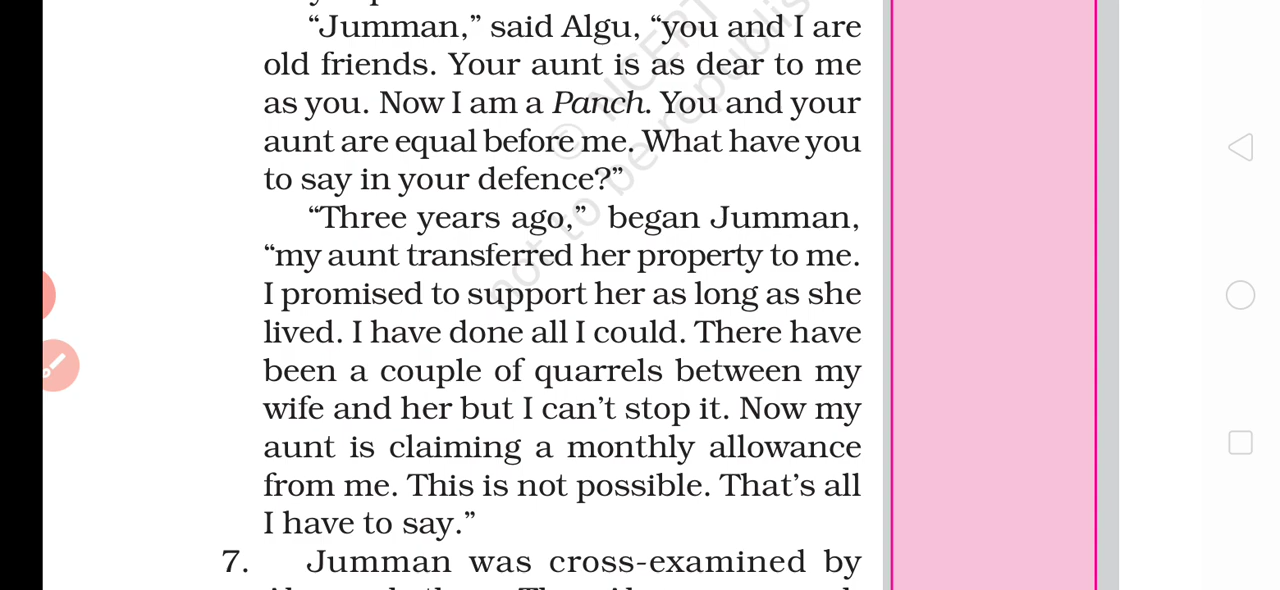 “Jumman,” said Algu, “you and I are
old friends. Your aunt is as dear to me
as you. Now I am a Panch. You and your
aunt are equal before me. What have you
to say in your defence?”
“Three years ago,” began Jumman,
“my aunt transferred her property to me.
I promised to support her as long as she
lived. I have done all I could. There have
been a couple of quarrels between my
wife and her but I can’t stop it. Now my
aunt is claiming a monthly allowance
from me. This is not possible. That’s all
I have to say.”
7. Jumman was cross-examined by
© NCERT
not to be republis